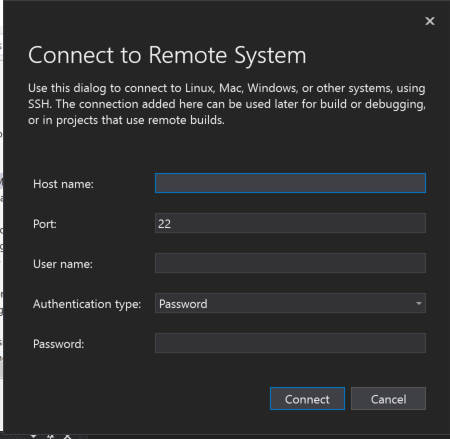 Connect to Remote System
Use this dialog to connect to Linux, Mac, Windows, or other systems, using
SSH. The connection added here can be used later for build or debugging,
or in projects that use remote builds.
Host name:
Port: 22
User name:
Authentication type: Password
Password:
Connect Cancel